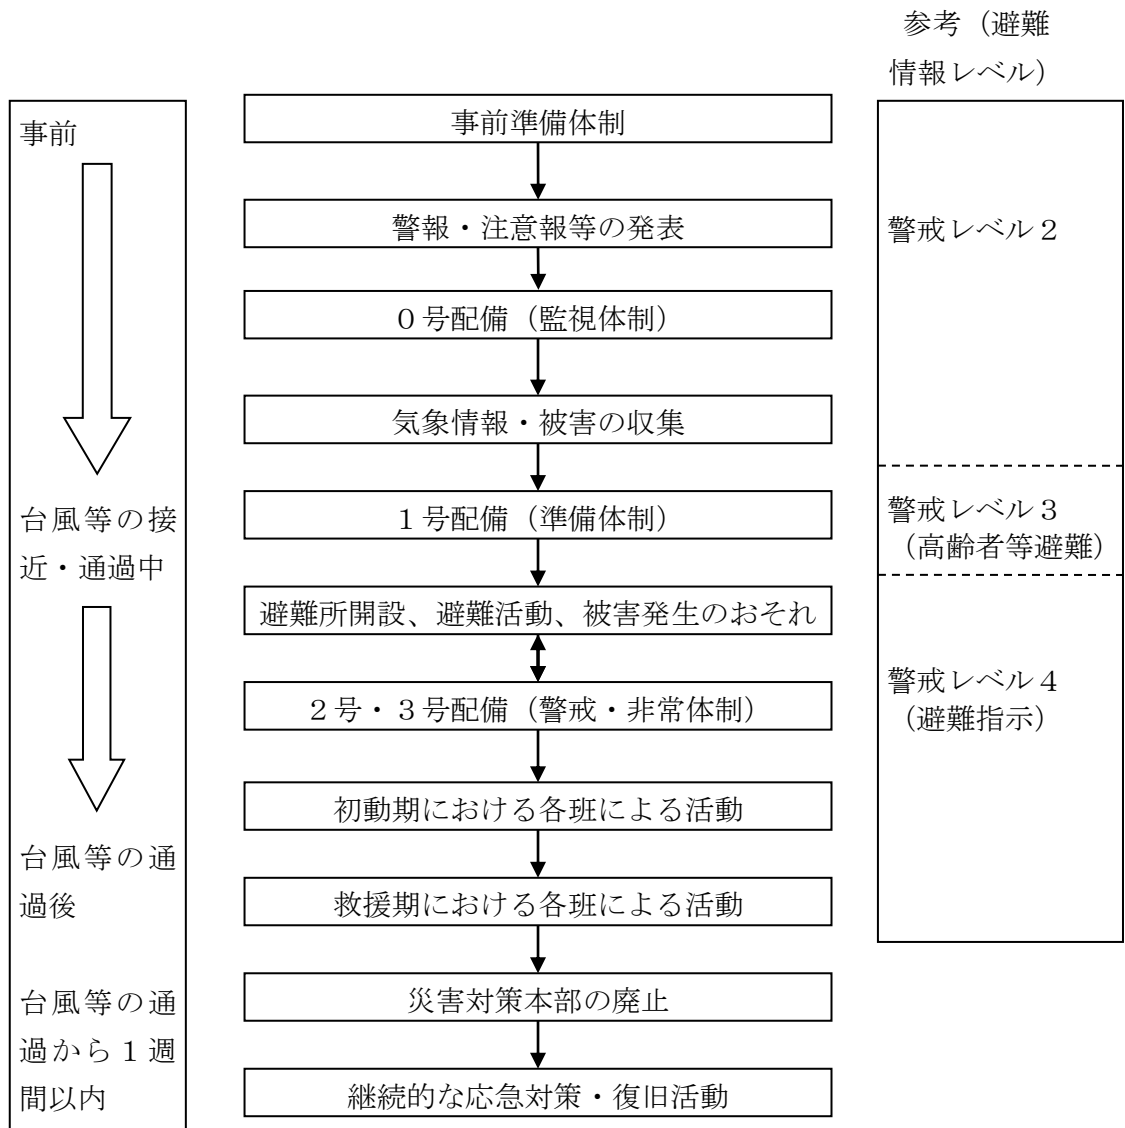 参考（避難
情報レベル）
事前
台風等の接
近・通過中
台風等の通
過後
台風等の通
過から１週
間以内
事前準備体制
警報・注意報等の発表
０号配備（監視体制）
気象情報・被害の収集
１号配備（準備体制）
避難所開設、避難活動、被害発生のおそれ
２号・３号配備（警戒・非常体制）
初動期における各班による活動
救援期における各班による活動
災害対策本部の廃止
継続的な応急対策・復旧活動
警戒レベル２
警戒レベル３
（高齢者等避難）
警戒レベル４
（避難指示）